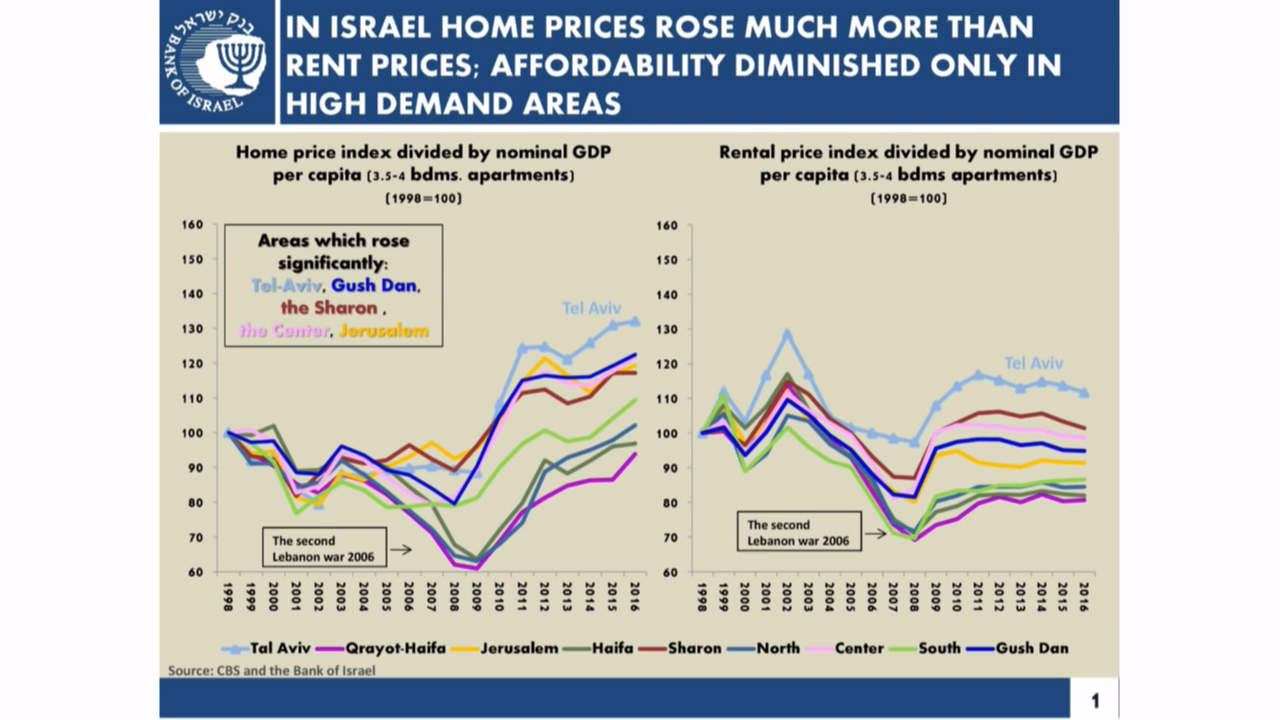 בנק ישראל
BANK OF ISRAEL
IN ISRAEL HOME PRICES ROSE MUCH MORE THAN
RENT PRICES; AFFORDABILITY DIMINISHED ONLY IN
HIGH DEMAND AREAS
Home price index divided by nominal GDP
per capita (3.5-4 bdms. apartments)
(1998=100)
160
150
140
130
120
110
100
90
80
70
60
Areas which rose
significantly:
Tel-Aviv, Gush Dan,
the Sharon ,
the Center, Jerusalem
Tel Aviv
The second
Lebanon war 2006
1998 1999 2000 2001 2002 2003 2004 2005 2006 2007 2008 2009 2010 2011 2012 2013 2014 2015 2016
Rental price index divided by nominal GDP
per capita (3.5-4 bdms apartments)
(1998=100)
160
150
140
130
120
110
100
90
80
70
60
Tel Aviv
The second
Lebanon war 2006
1998 1999 2000 2001 2002 2003 2004 2005 2006 2007 2008 2009 2010 2011 2012 2013 2014 2015 2016
Tal Aviv Qrayot-Haifa Jerusalem Haifa Sharon North Center South Gush Dan
Source: CBS and the Bank of Israel
1